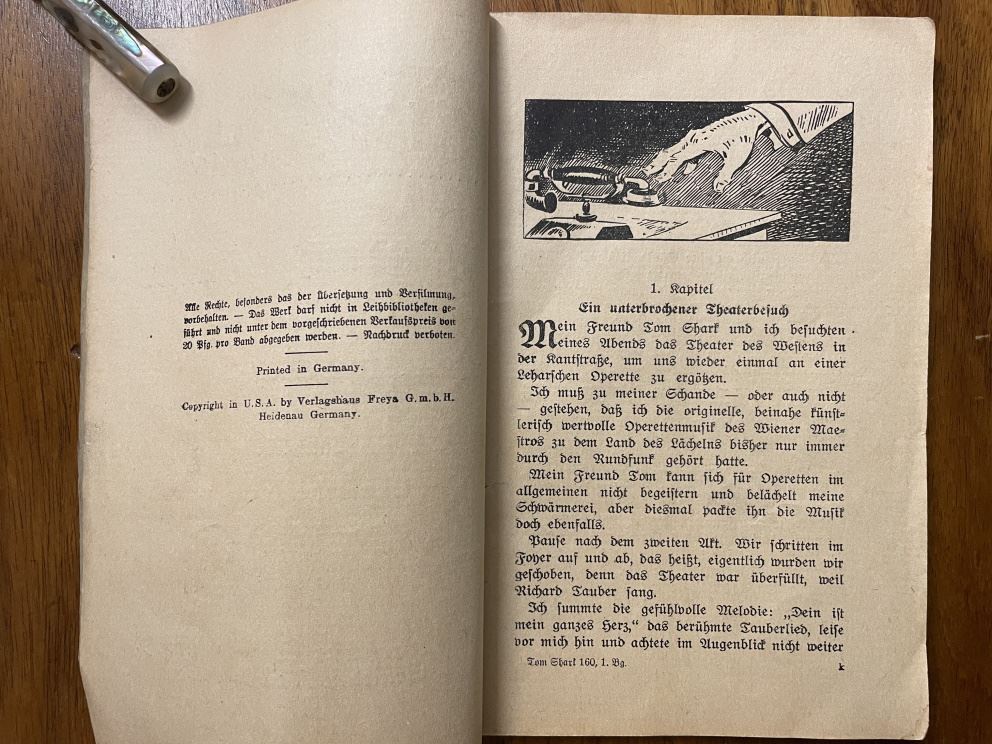 Alle Rechte, besonders das der Übersetzung und Verfilmung,
vorbehalten. — Das Werk darf nicht in Leihbibliotheken ge-
führt und nicht unter dem vorgeschriebenen Verkaufspreis von
20 Pfg. pro Band abgegeben werden. — Nachdruck verboten.
Printed in Germany.
Copyright in U.S.A. by Verlagshaus Freya G.m.b.H.
Heidenau Germany.
1. Kapitel
Ein unterbrochener Theaterbesuch
Mein Freund Tom Shark und ich besuchten
eines Abends das Theater des Westens in
der Kantstraße, um uns wieder einmal an einer
Leharschen Operette zu ergötzen.
Ich muß zu meiner Schande — oder auch nicht
— gestehen, daß ich die originelle, beinahe künst-
lerisch wertvolle Operettenmusik des Wiener Mae-
stros zu dem Land des Lächelns bisher nur immer
durch den Rundfunk gehört hatte.
Mein Freund Tom kann sich für Operetten im
allgemeinen nicht begeistern und belächelt meine
Schwärmerei, aber diesmal packte ihn die Musik
doch ebenfalls.
Pause nach dem zweiten Akt. Wir schritten im
Foyer auf und ab, das heißt, eigentlich wurden wir
geschoben, denn das Theater war überfüllt, weil
Richard Tauber sang.
Ich summte die gefühlvolle Melodie: „Dein ist
mein ganzes Herz,“ das berühmte Tauberlied, leise
vor mich hin und achtete im Augenblick nicht weiter
Tom Shark 160, 1. Bg.
k